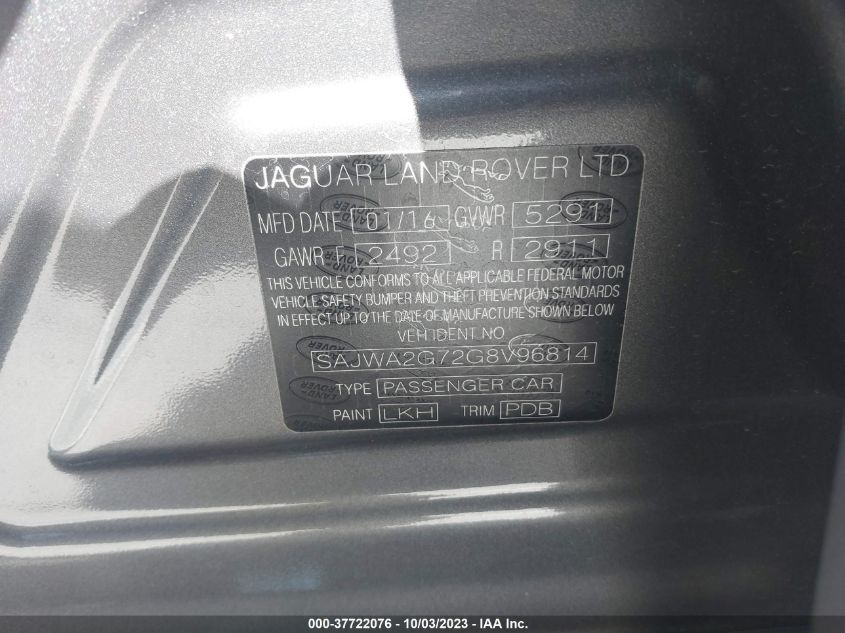 JAGUAR LAND ROVER LTD
MFD DATE 01/16 GVWR 5291
GAWR F 2492 R 2911
THIS VEHICLE CONFORMS TO ALL APPLICABLE FEDERAL MOTOR
VEHICLE SAFETY BUMPER AND THEFT PREVENTION STANDARDS
IN EFFECT UP TO THE DATE OF MANUFACTURE SHOWN BELOW
VEH IDENT NO
SAJWA2G72G8V96814
TYPE PASSENGER CAR
PAINT LKH TRIM PDB
000-37722076 - 10/03/2023 - IAA Inc.